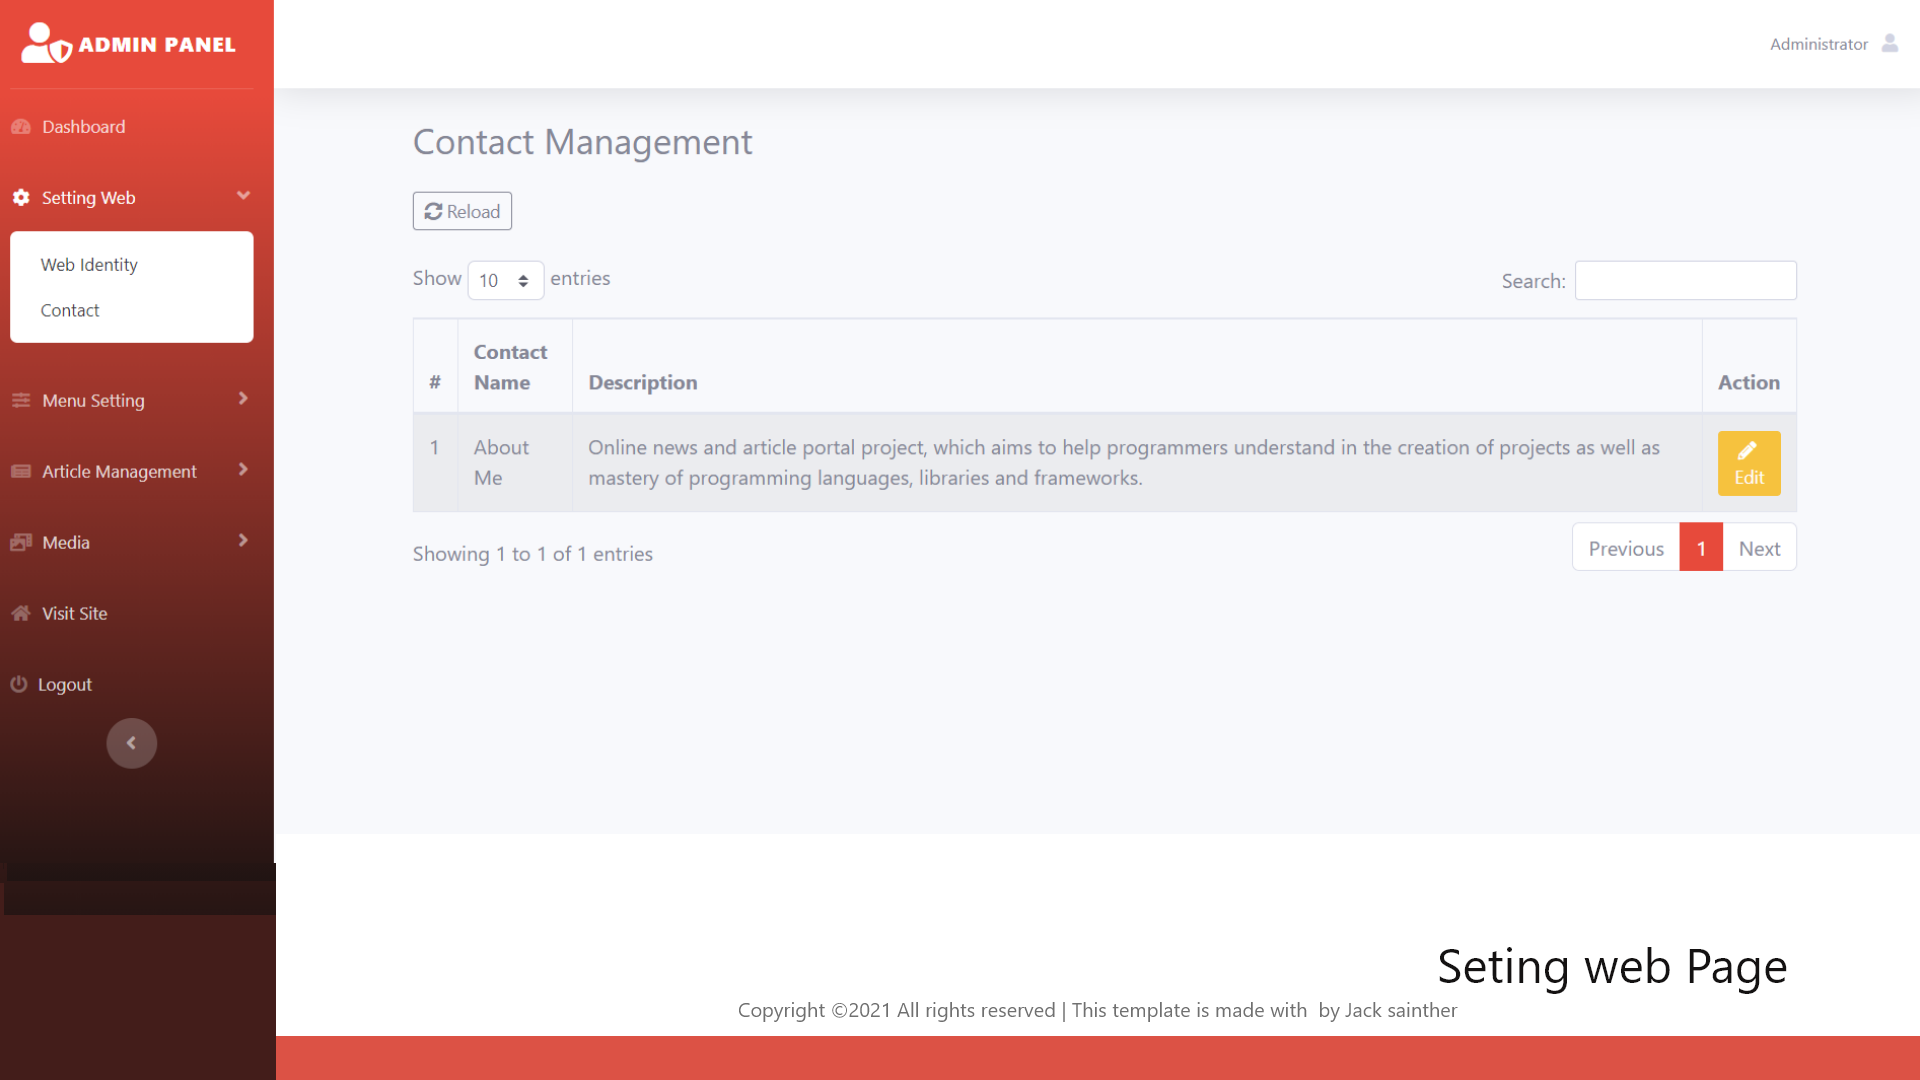 ADMIN PANEL
Administrator
Dashboard
Setting Web
Web Identity
Contact
Menu Setting
Article Management
Media
Visit Site
Logout
Contact Management
Reload
Show 10 entries
Search:
# Contact Name Description Action
1 About Me Online news and article portal project, which aims to help programmers understand in the creation of projects as well as
mastery of programming languages, libraries and frameworks.
Edit
Showing 1 to 1 of 1 entries
Previous 1 Next
Seting web Page
Copyright ©2021 All rights reserved | This template is made with by Jack sainther